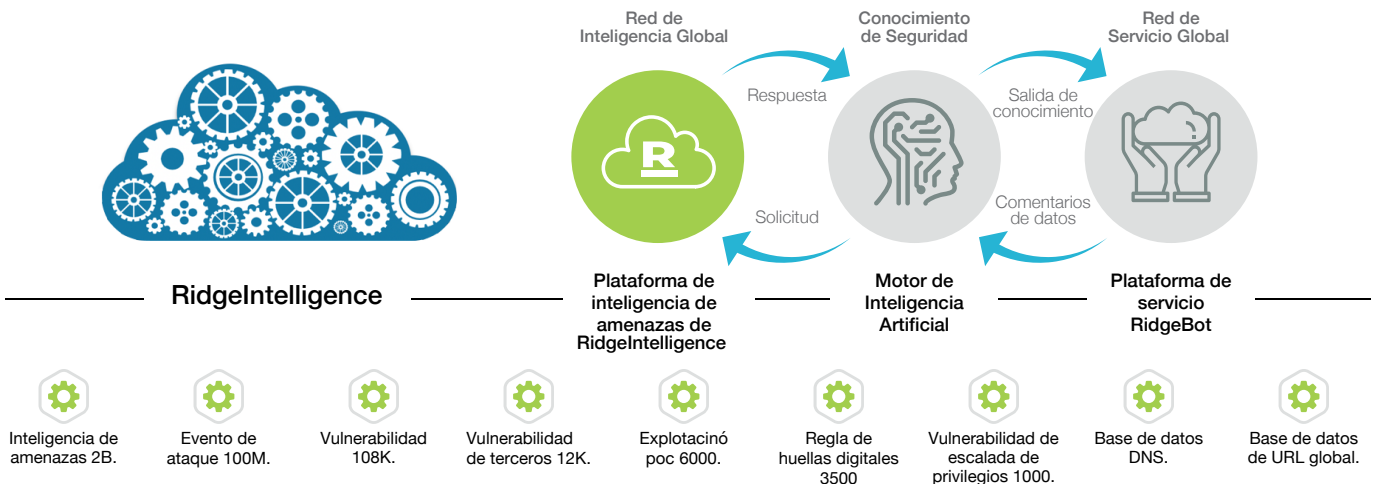 Red de
Inteligencia Global
Conocimiento
de Seguridad
Red de
Servicio Global
Respuesta
Salida de
conocimiento
R
Solicitud
Comentarios
de datos
RidgeIntelligence
Plataforma de
inteligencia de
amenazas de
RidgeIntelligence
Motor de
Inteligencia
Artificial
Plataforma de
servicio
RidgeBot
Inteligencia de
amenazas 2B.
Evento de
ataque 100M.
Vulnerabilidad
108K.
Vulnerabilidad
de terceros 12K.
Explotacinó
poc 6000.
Regla de
huellas digitales
3500
Vulnerabilidad de
escalada de
privilegios 1000.
Base de datos
DNS.
Base de datos
de URL global.